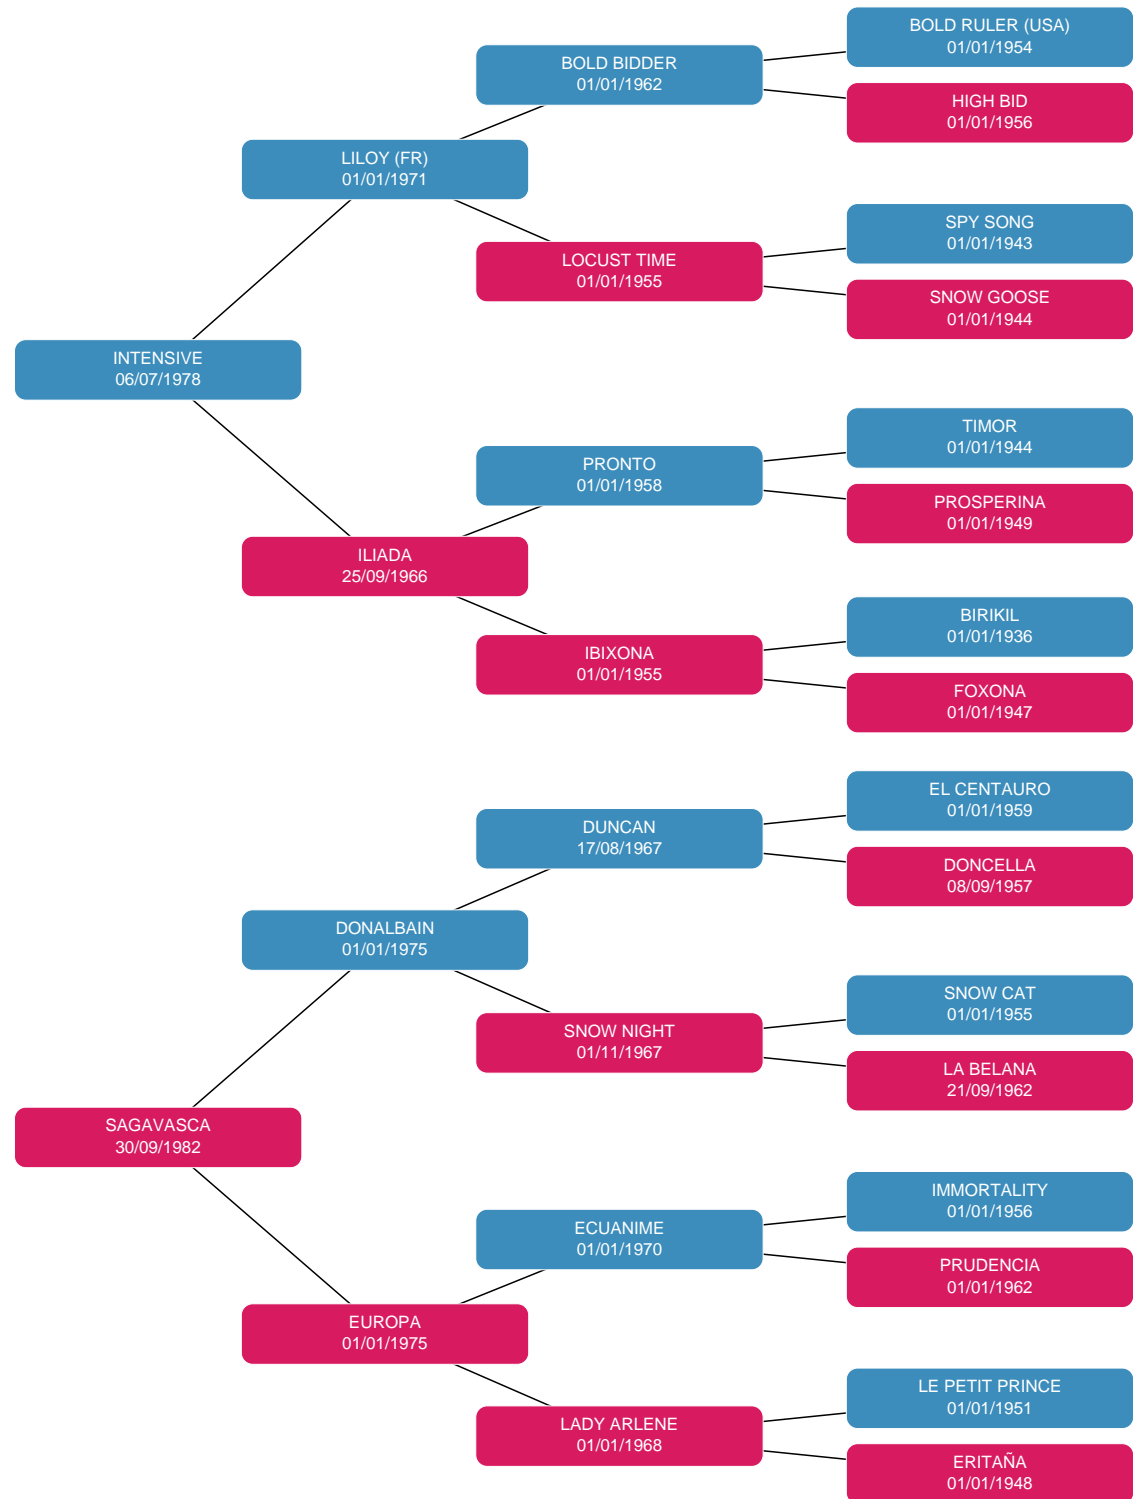 BOLD RULER (USA)
01/01/1954
BOLD BIDDER
01/01/1962
HIGH BID
01/01/1956
LILOY (FR)
01/01/1971
SPY SONG
01/01/1943
LOCUST TIME
01/01/1955
SNOW GOOSE
01/01/1944
INTENSIVE
06/07/1978
TIMOR
01/01/1944
PRONTO
01/01/1958
PROSPERINA
01/01/1949
ILIADA
25/09/1966
BIRIKIL
01/01/1936
IBIXONA
01/01/1955
FOXONA
01/01/1947
EL CENTAURO
01/01/1959
DUNCAN
17/08/1967
DONCELLA
08/09/1957
DONALBAIN
01/01/1975
SNOW CAT
01/01/1955
SNOW NIGHT
01/11/1967
LA BELANA
21/09/1962
SAGAVASCA
30/09/1982
IMMORTALITY
01/01/1956
ECUANIME
01/01/1970
PRUDENCIA
01/01/1962
EUROPA
01/01/1975
LE PETIT PRINCE
01/01/1951
LADY ARLENE
01/01/1968
ERITAÑA
01/01/1948